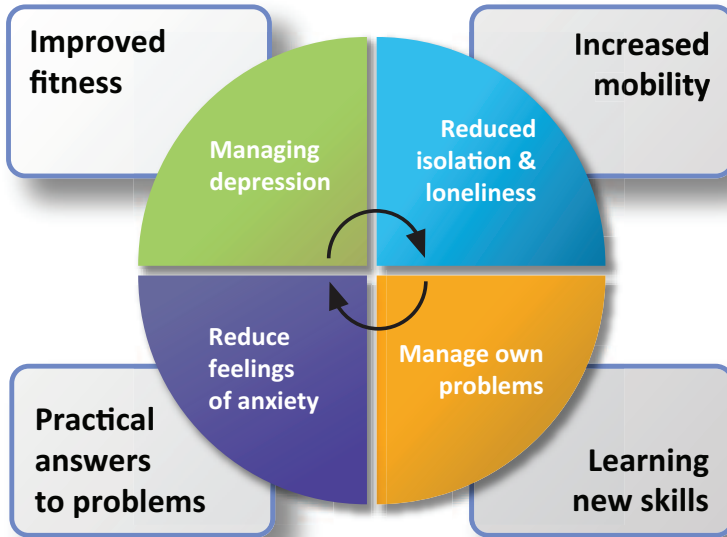 Improved
fitness
Increased
mobility
Managing
depression
Reduced
isolation &
loneliness
Reduce
feelings
of anxiety
Manage own
problems
Practical
answers
to problems
Learning
new skills